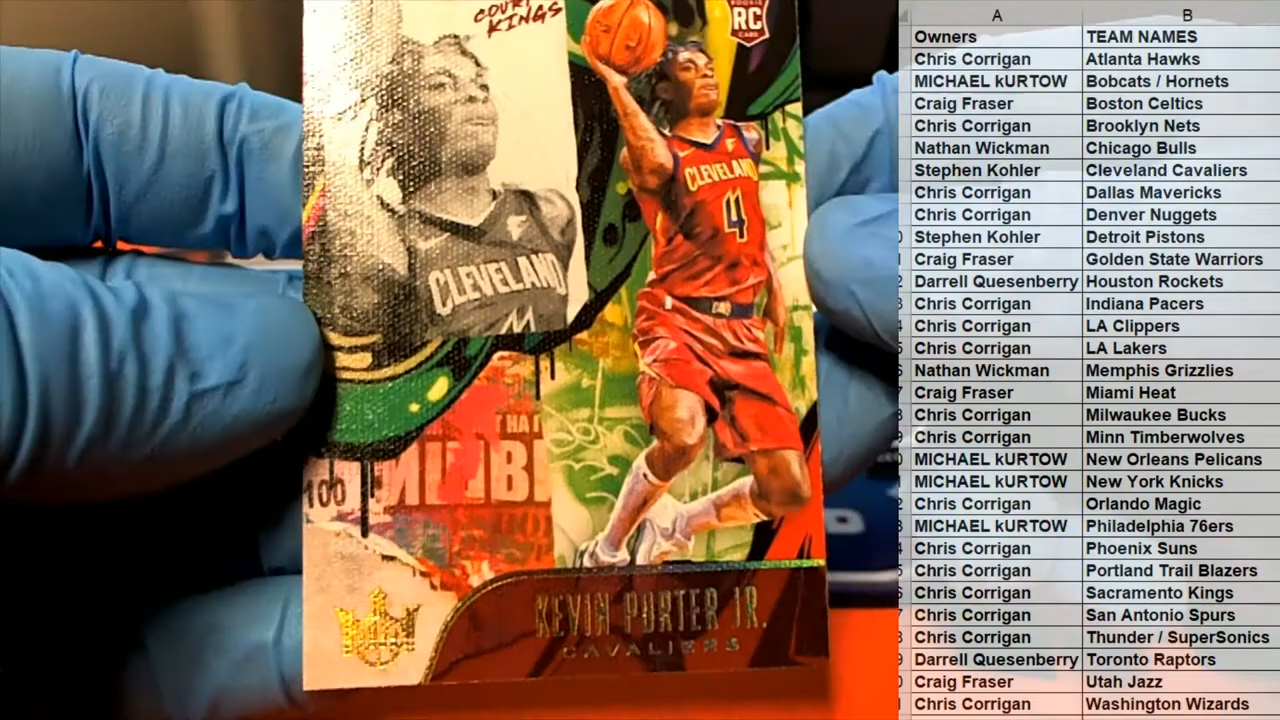 COURT
KINGS
ROOKIE
RC
CARD
CLEVELAND
4
CLEVELAND
CAVS
THAT
100
KEVIN PORTER JR.
CAVALIERS
A B
Owners TEAM NAMES
Chris Corrigan Atlanta Hawks
MICHAEL kURTOW Bobcats / Hornets
Craig Fraser Boston Celtics
Chris Corrigan Brooklyn Nets
Nathan Wickman Chicago Bulls
Stephen Kohler Cleveland Cavaliers
Chris Corrigan Dallas Mavericks
Chris Corrigan Denver Nuggets
Stephen Kohler Detroit Pistons
Craig Fraser Golden State Warriors
Darrell Quesenberry Houston Rockets
Chris Corrigan Indiana Pacers
Chris Corrigan LA Clippers
Chris Corrigan LA Lakers
Nathan Wickman Memphis Grizzlies
Craig Fraser Miami Heat
Chris Corrigan Milwaukee Bucks
Chris Corrigan Minn Timberwolves
MICHAEL kURTOW New Orleans Pelicans
MICHAEL kURTOW New York Knicks
Chris Corrigan Orlando Magic
MICHAEL kURTOW Philadelphia 76ers
Chris Corrigan Phoenix Suns
Chris Corrigan Portland Trail Blazers
Chris Corrigan Sacramento Kings
Chris Corrigan San Antonio Spurs
Chris Corrigan Thunder / SuperSonics
Darrell Quesenberry Toronto Raptors
Craig Fraser Utah Jazz
Chris Corrigan Washington Wizards